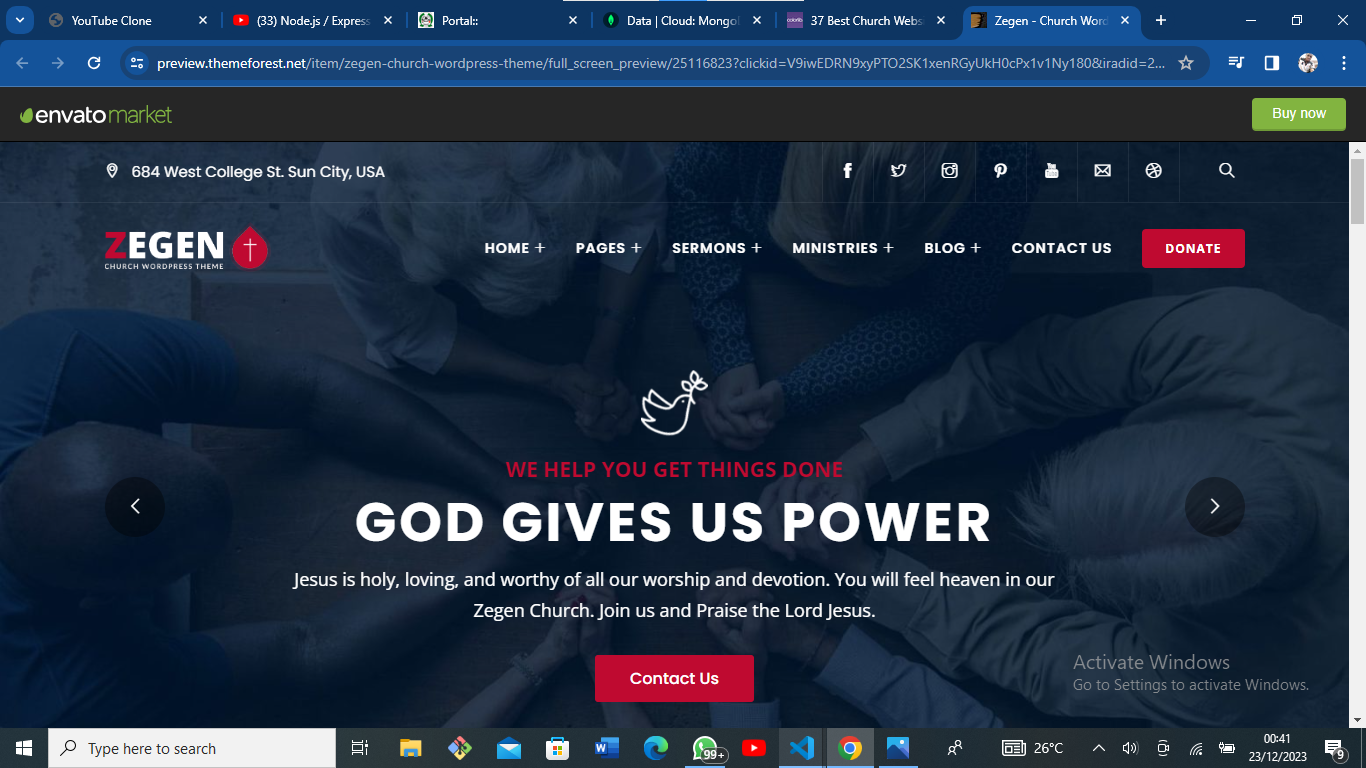 YouTube Clone
(33) Node.js / Express
Portal::
Data | Cloud: Mongo
37 Best Church Webs
Zegen - Church Word
preview.themeforest.net/item/zegen-church-wordpress-theme/full_screen_preview/25116823?clickid=V9iwEDRN9xyPTO2SK1xenRGyUkH0cPx1v1Ny180&iradid=2...
envato market
Buy now
684 West College St. Sun City, USA
ZEGEN
CHURCH WORDPRESS THEME
HOME + PAGES + SERMONS + MINISTRIES + BLOG + CONTACT US DONATE
WE HELP YOU GET THINGS DONE
GOD GIVES US POWER
Jesus is holy, loving, and worthy of all our worship and devotion. You will feel heaven in our
Zegen Church. Join us and Praise the Lord Jesus.
Contact Us
Activate Windows
Go to Settings to activate Windows.
Type here to search
99+
26°C
00:41
23/12/2023
9